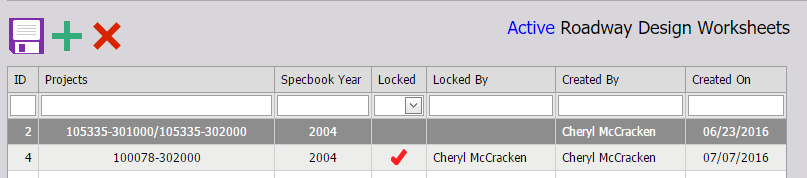 Active Roadway Design Worksheets
ID Projects Specbook Year Locked Locked By Created By Created On
2 105335-301000/105335-302000 2004 Cheryl McCracken 06/23/2016
4 100078-302000 2004 Cheryl McCracken Cheryl McCracken 07/07/2016